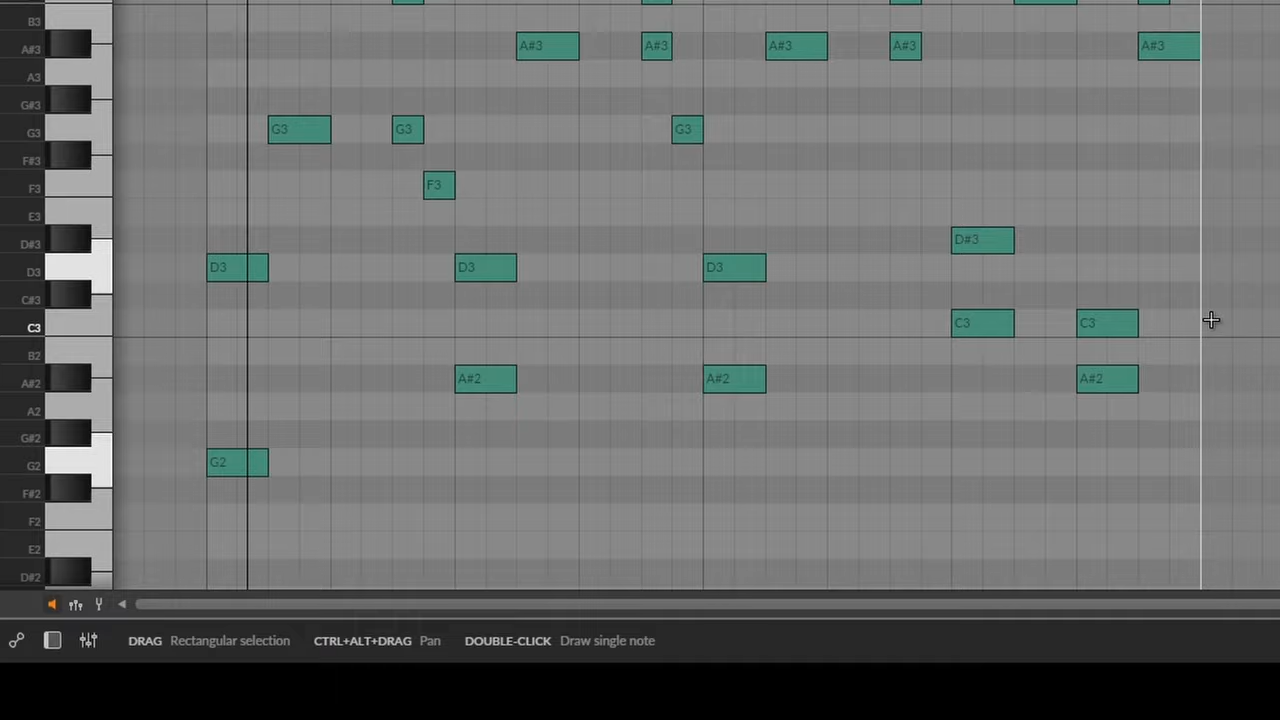 B3
A#3 A#3 A#3 A#3 A#3 A#3
A3
G#3
G3 G3 G3 G3
F#3
F3 F3
E3
D#3 D#3
D3 D3 D3 D3
C#3
C3 C3 C3
B2
A#2 A#2 A#2 A#2
A2
G#2
G2 G2
F#2
F2
E2
D#2
DRAG Rectangular selection CTRL+ALT+DRAG Pan DOUBLE-CLICK Draw single note